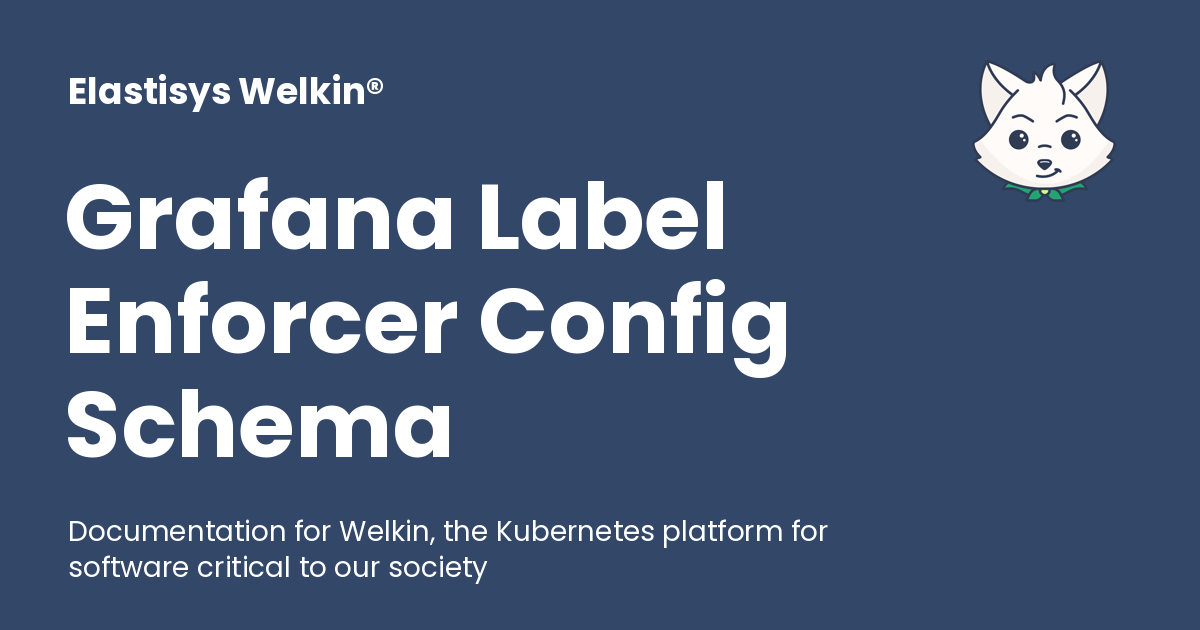 Elastisys Welkin®
Grafana Label
Enforcer Config
Schema
Documentation for Welkin, the Kubernetes platform for
software critical to our society